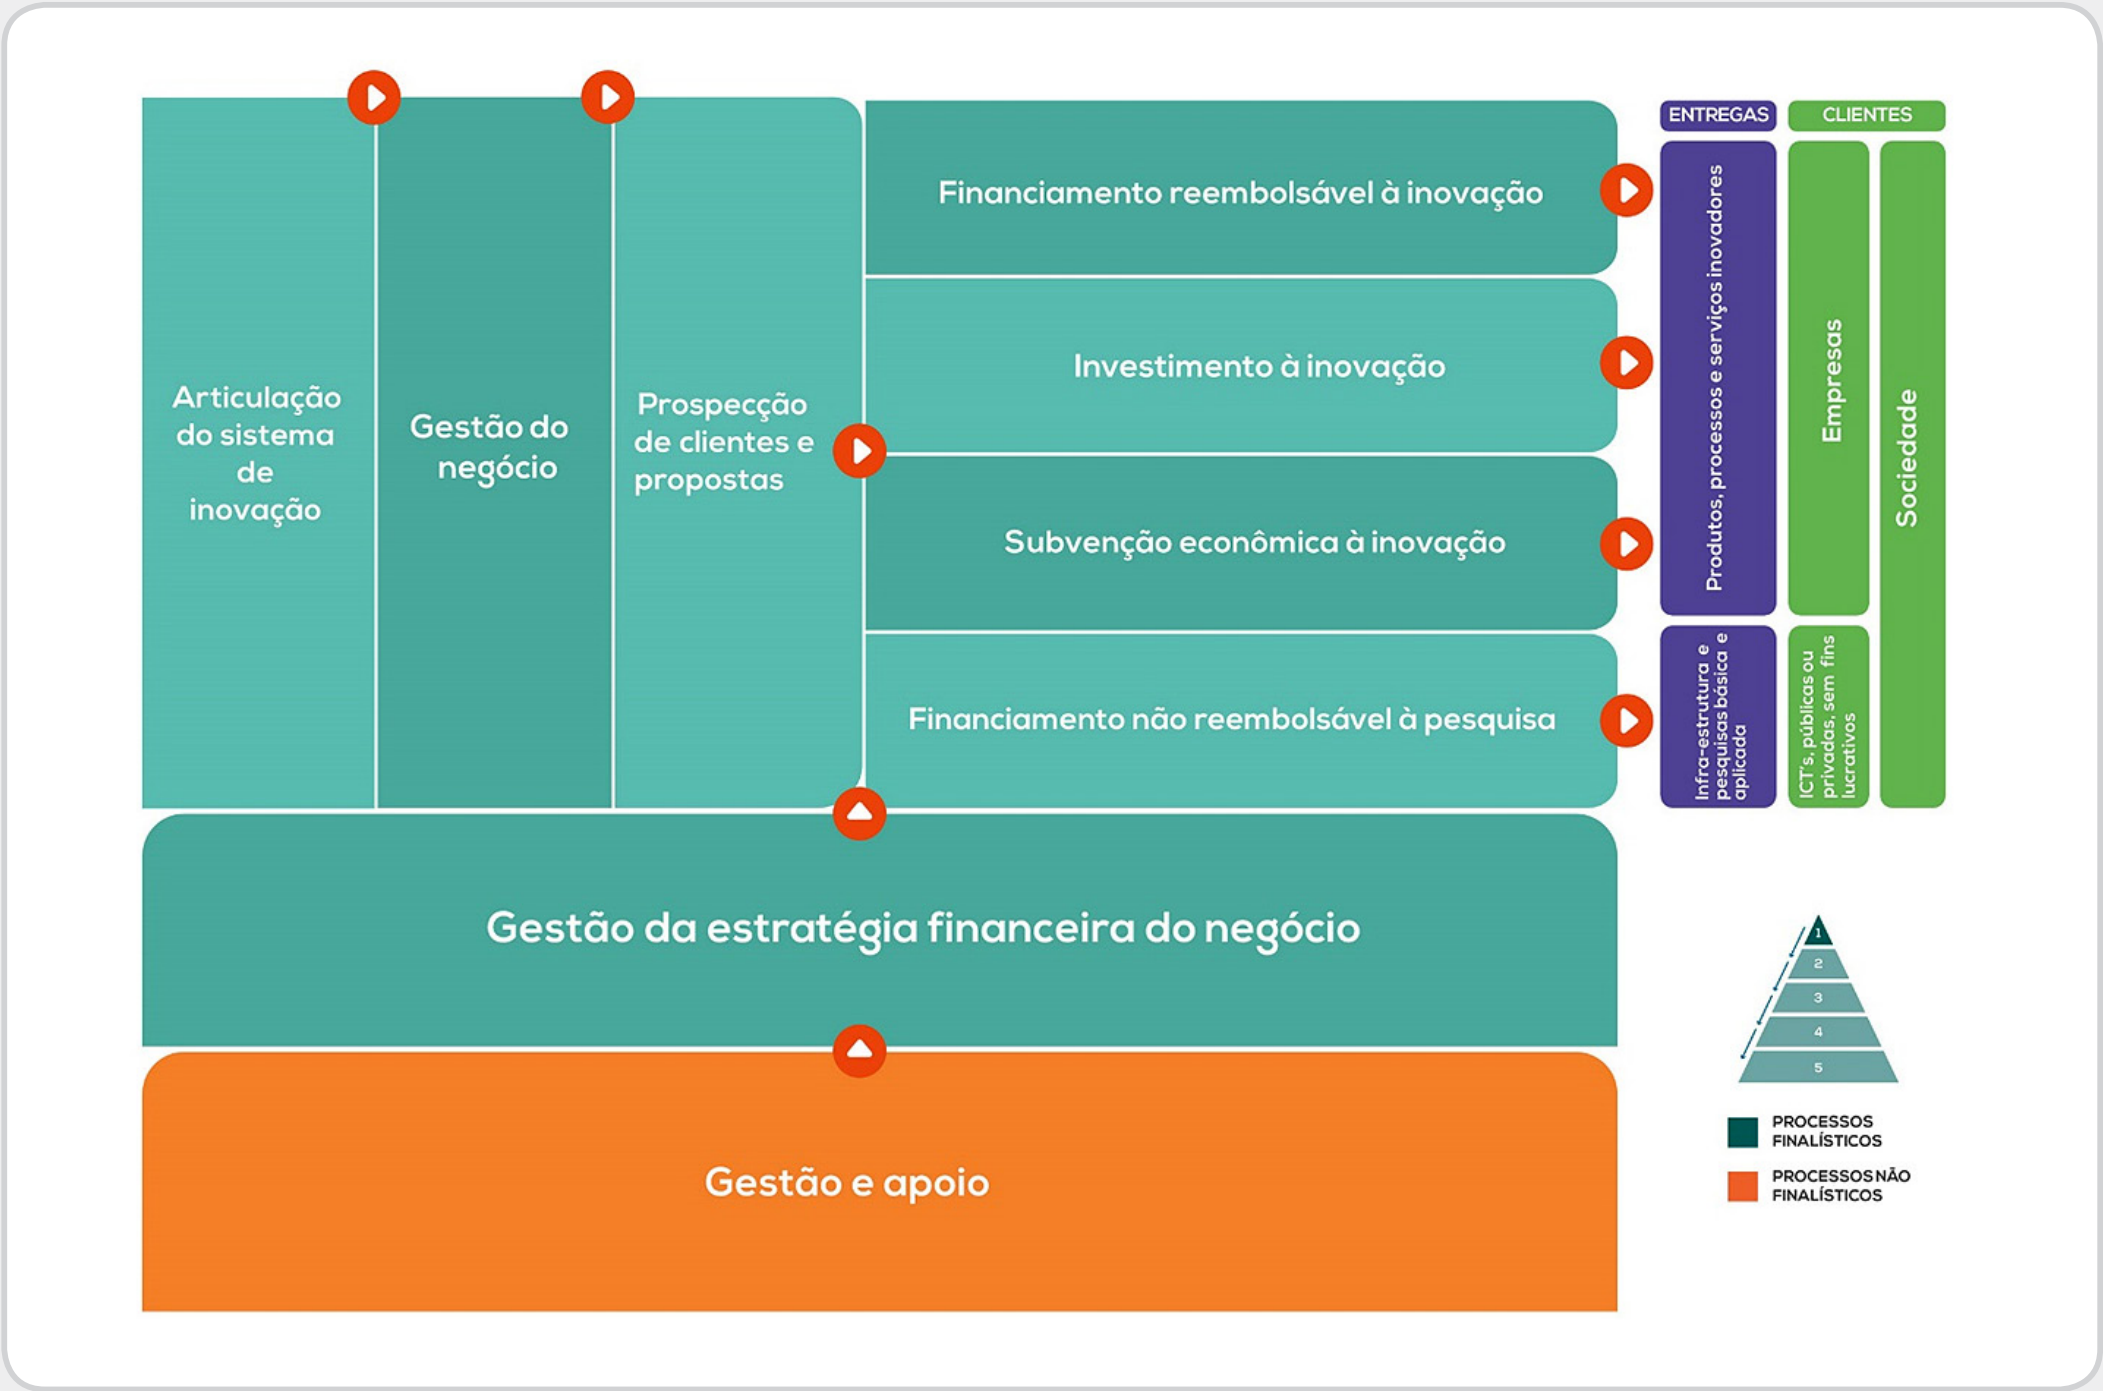 Articulação
do sistema
de
inovação
Gestão do
negócio
Prospecção
de clientes e
propostas
Financiamento reembolsável à inovação
Investimento à inovação
Subvenção econômica à inovação
Financiamento não reembolsável à pesquisa
ENTREGAS
CLIENTES
Produtos, processos e serviços inovadores
Empresas
Sociedade
Infra-estrutura e
pesquisas básica e
aplicada
ICT's, públicas ou
privadas, sem fins
lucrativos
Gestão da estratégia financeira do negócio
Gestão e apoio
1
2
3
4
5
PROCESSOS
FINALÍSTICOS
PROCESSOS NÃO
FINALÍSTICOS